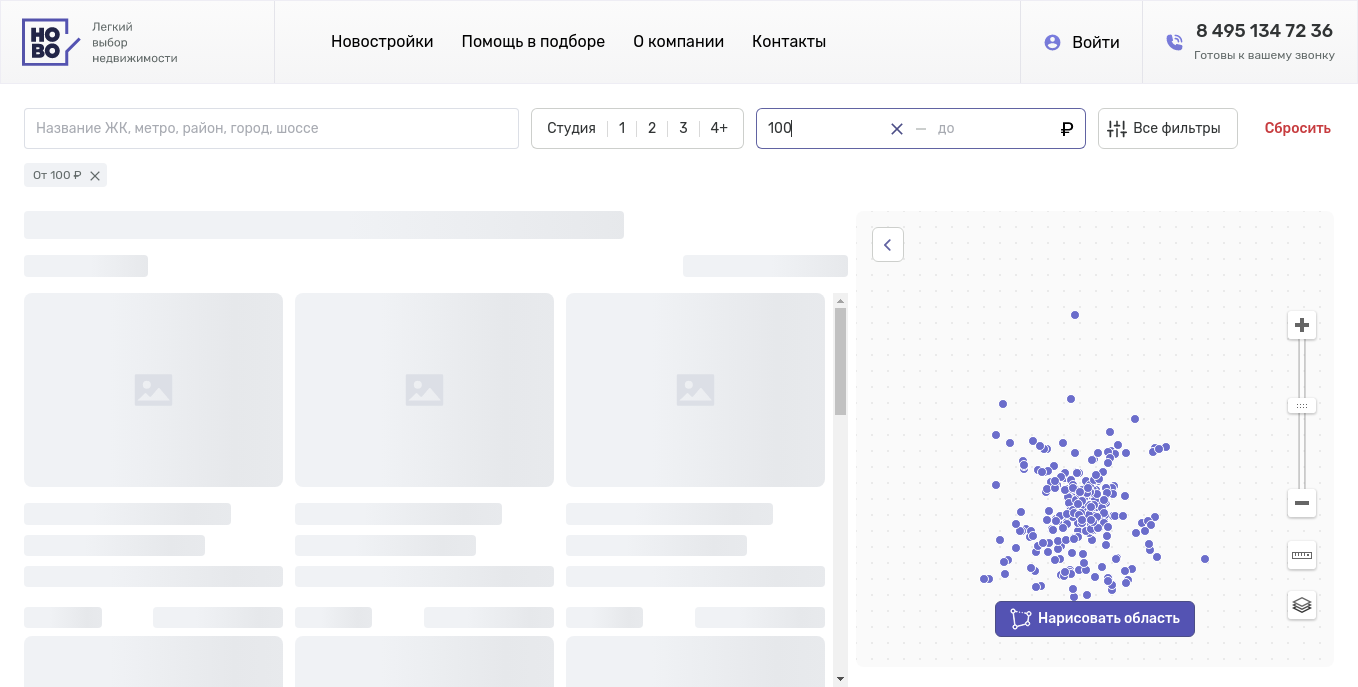 НО
ВО
Легкий
выбор
недвижимости
Новостройки
Помощь в подборе
О компании
Контакты
Войти
8 495 134 72 36
Готовы к вашему звонку
Название ЖК, метро, район, город, шоссе
Студия 1 2 3 4+
100 — до ₽
Все фильтры
Сбросить
От 100 ₽
Нарисовать область